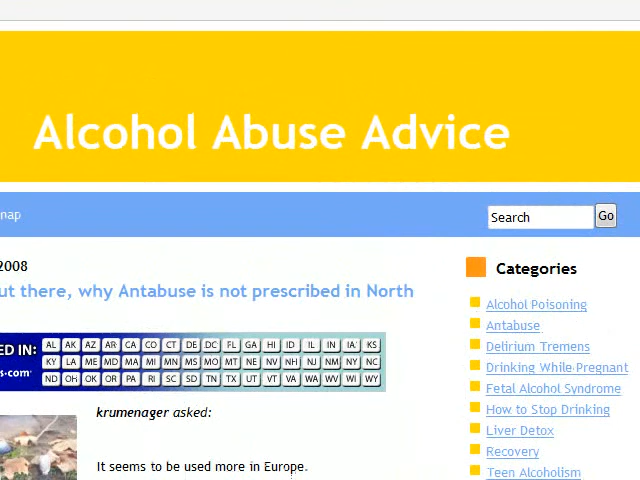 Alcohol Abuse Advice
Search
Go
2008
ut there, why Antabuse is not prescribed in North
ED IN:
AL AK AZ AR CA CO CT DE DC FL GA HI ID IL IN IA KS
KY LA ME MD MA MI MN MS MO MT NE NV NH NJ NM NY NC
ND OH OK OR PA RI SC SD TN TX UT VT VA WA WV WI WY
s.com
krumenager asked:
It seems to be used more in Europe.
Categories
Alcohol Poisoning
Antabuse
Delirium Tremens
Drinking While Pregnant
Fetal Alcohol Syndrome
How to Stop Drinking
Liver Detox
Recovery
Teen Alcoholism